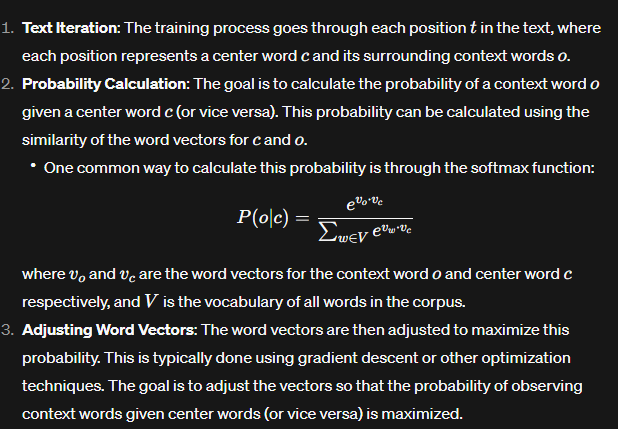 1. Text Iteration: The training process goes through each position t in the text, where
each position represents a center word c and its surrounding context words o.
2. Probability Calculation: The goal is to calculate the probability of a context word o
given a center word c (or vice versa). This probability can be calculated using the
similarity of the word vectors for c and o.
• One common way to calculate this probability is through the softmax function:
P(o|c) = e^{v_o·v_c} / ∑_{w∈V} e^{v_w·v_c}
where v_o and v_c are the word vectors for the context word o and center word c
respectively, and V is the vocabulary of all words in the corpus.
3. Adjusting Word Vectors: The word vectors are then adjusted to maximize this
probability. This is typically done using gradient descent or other optimization
techniques. The goal is to adjust the vectors so that the probability of observing
context words given center words (or vice versa) is maximized.